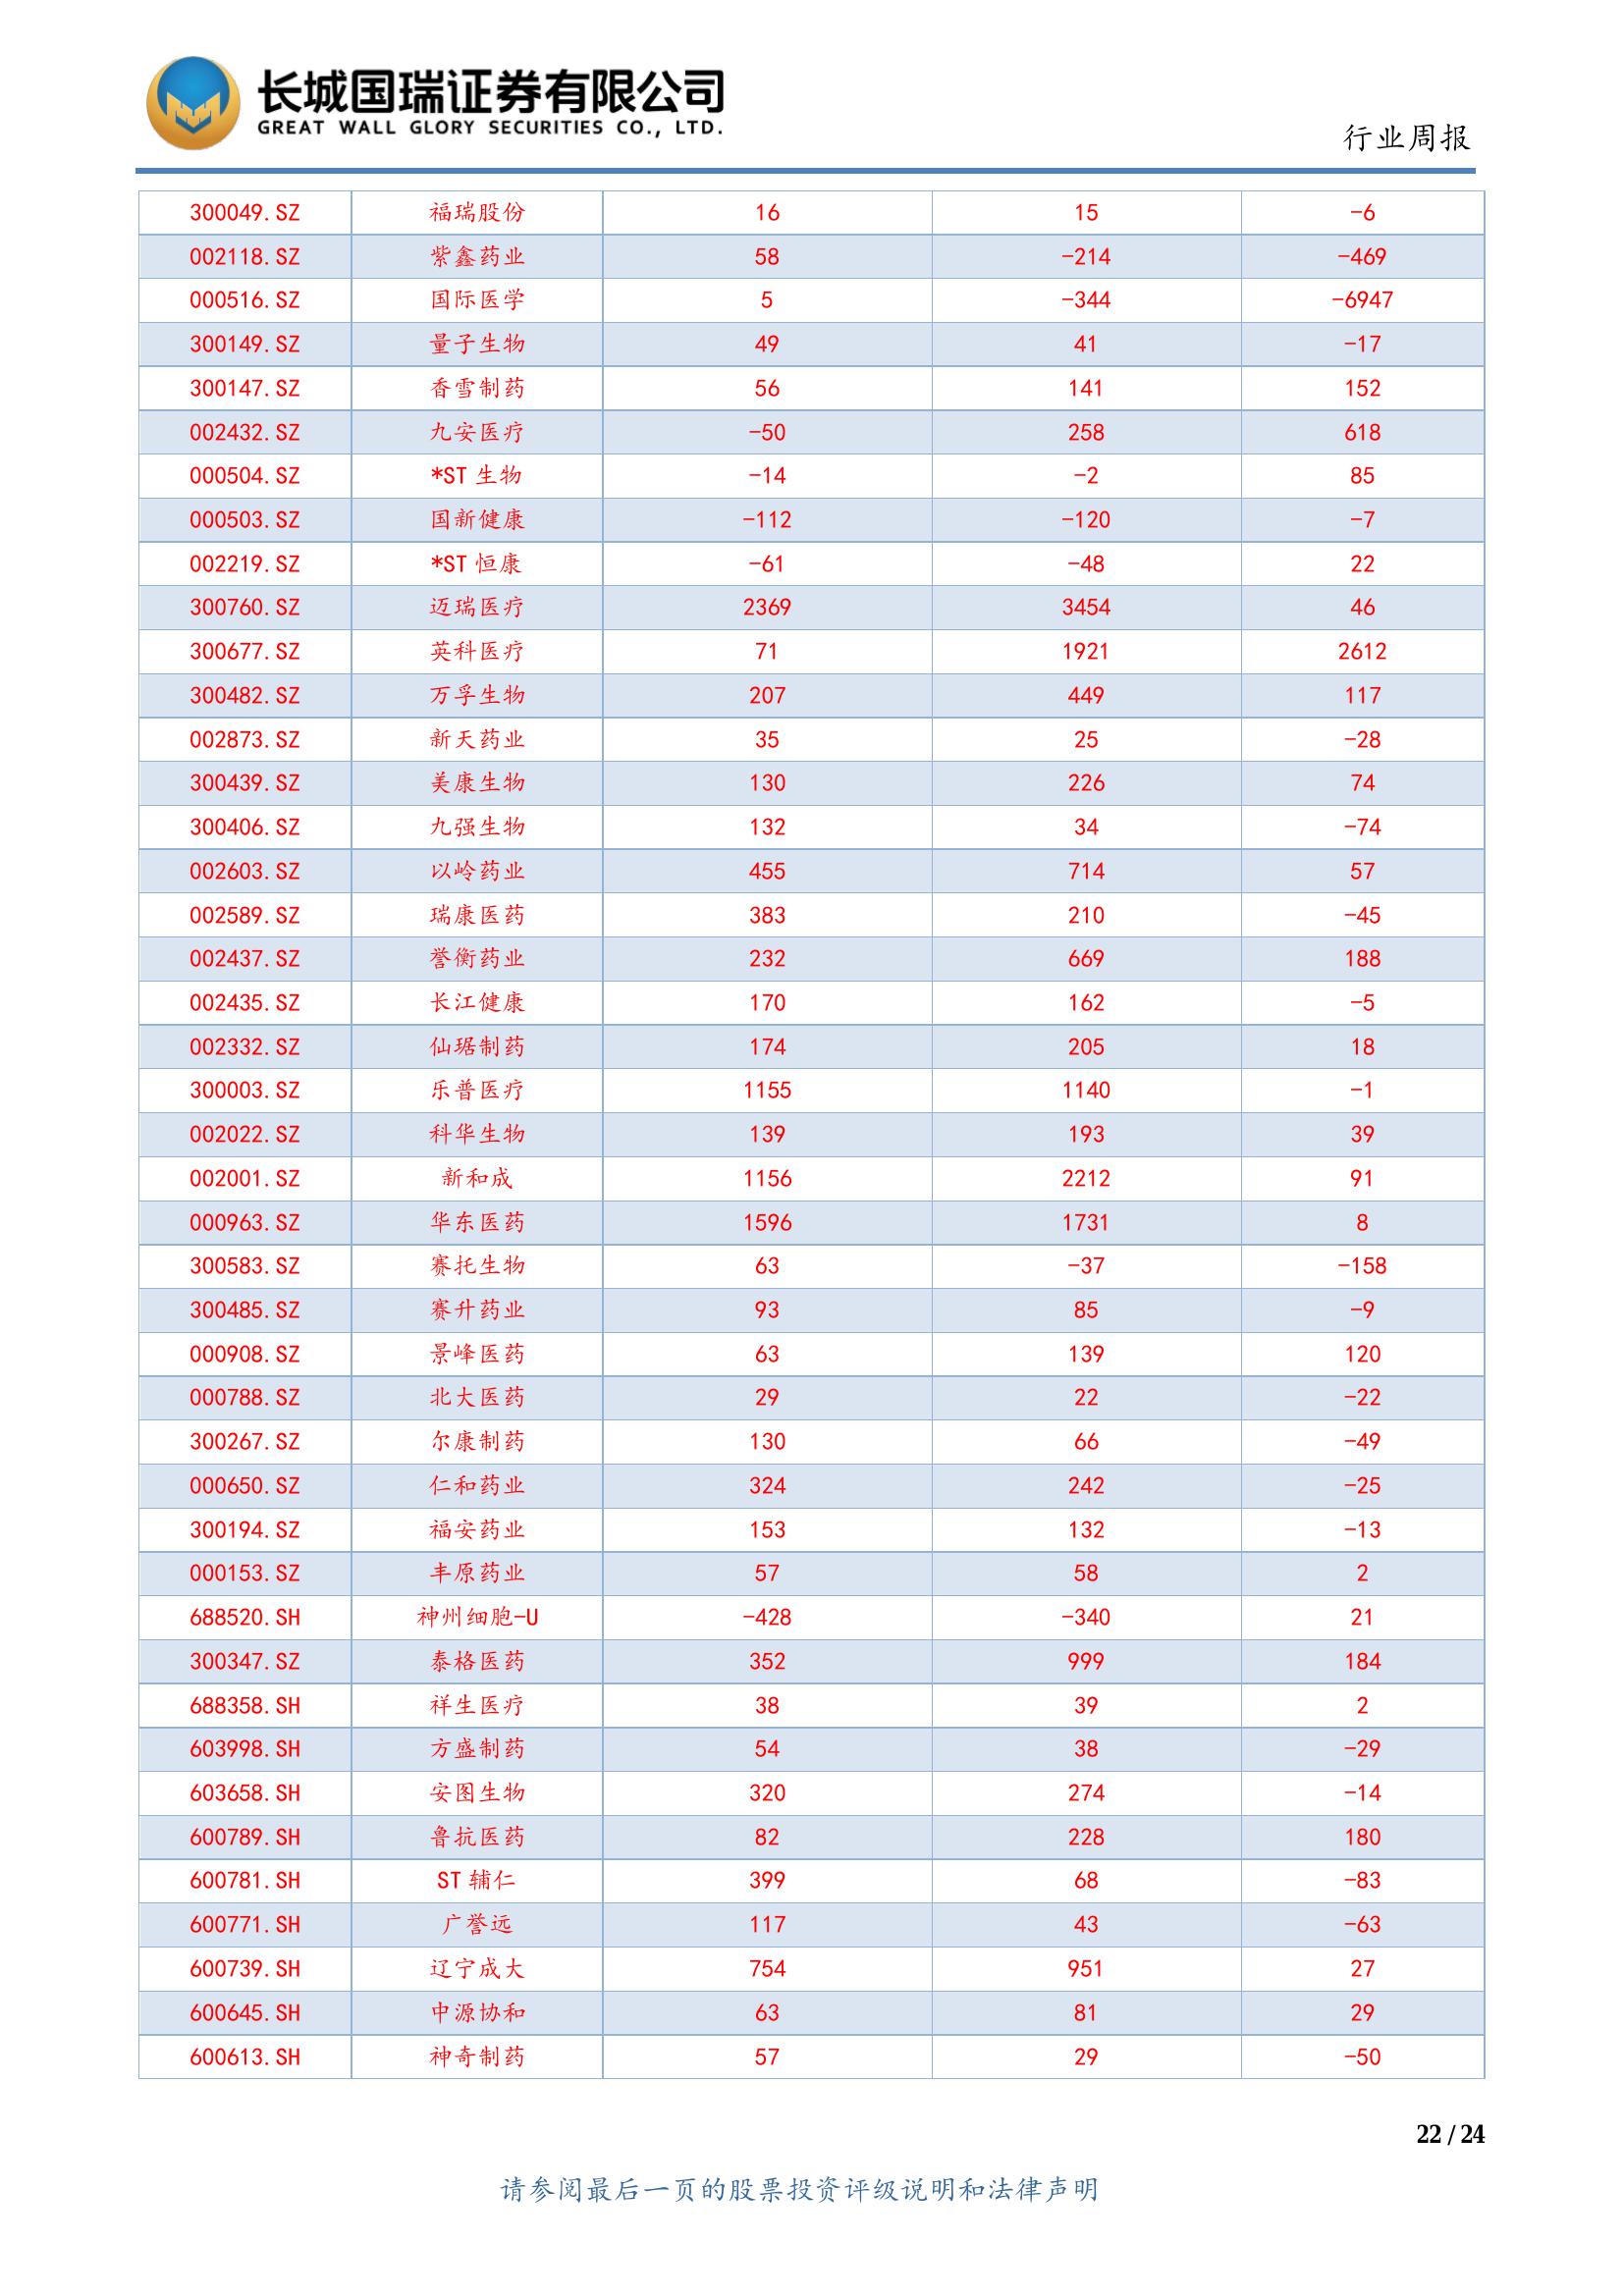 长城国瑞证券有限公司
GREAT WALL GLORY SECURITIES CO., LTD.
行业周报
300049.SZ 福瑞股份 16 15 -6
002118.SZ 紫鑫药业 58 -214 -469
000516.SZ 国际医学 5 -344 -6947
300149.SZ 量子生物 49 41 -17
300147.SZ 香雪制药 56 141 152
002432.SZ 九安医疗 -50 258 618
000504.SZ *ST 生物 -14 -2 85
000503.SZ 国新健康 -112 -120 -7
002219.SZ *ST 恒康 -61 -48 22
300760.SZ 迈瑞医疗 2369 3454 46
300677.SZ 英科医疗 71 1921 2612
300482.SZ 万孚生物 207 449 117
002873.SZ 新天药业 35 25 -28
300439.SZ 美康生物 130 226 74
300406.SZ 九强生物 132 34 -74
002603.SZ 以岭药业 455 714 57
002589.SZ 瑞康医药 383 210 -45
002437.SZ 誉衡药业 232 669 188
002435.SZ 长江健康 170 162 -5
002332.SZ 仙琚制药 174 205 18
300003.SZ 乐普医疗 1155 1140 -1
002022.SZ 科华生物 139 193 39
002001.SZ 新和成 1156 2212 91
000963.SZ 华东医药 1596 1731 8
300583.SZ 赛托生物 63 -37 -158
300485.SZ 赛升药业 93 85 -9
000908.SZ 景峰医药 63 139 120
000788.SZ 北大医药 29 22 -22
300267.SZ 尔康制药 130 66 -49
000650.SZ 仁和药业 324 242 -25
300194.SZ 福安药业 153 132 -13
000153.SZ 丰原药业 57 58 2
688520.SH 神州细胞-U -428 -340 21
300347.SZ 泰格医药 352 999 184
688358.SH 祥生医疗 38 39 2
603998.SH 方盛制药 54 38 -29
603658.SH 安图生物 320 274 -14
600789.SH 鲁抗医药 82 228 180
600781.SH ST 辅仁 399 68 -83
600771.SH 广誉远 117 43 -63
600739.SH 辽宁成大 754 951 27
600645.SH 中源协和 63 81 29
600613.SH 神奇制药 57 29 -50
22 / 24
请参阅最后一页的股票投资评级说明和法律声明